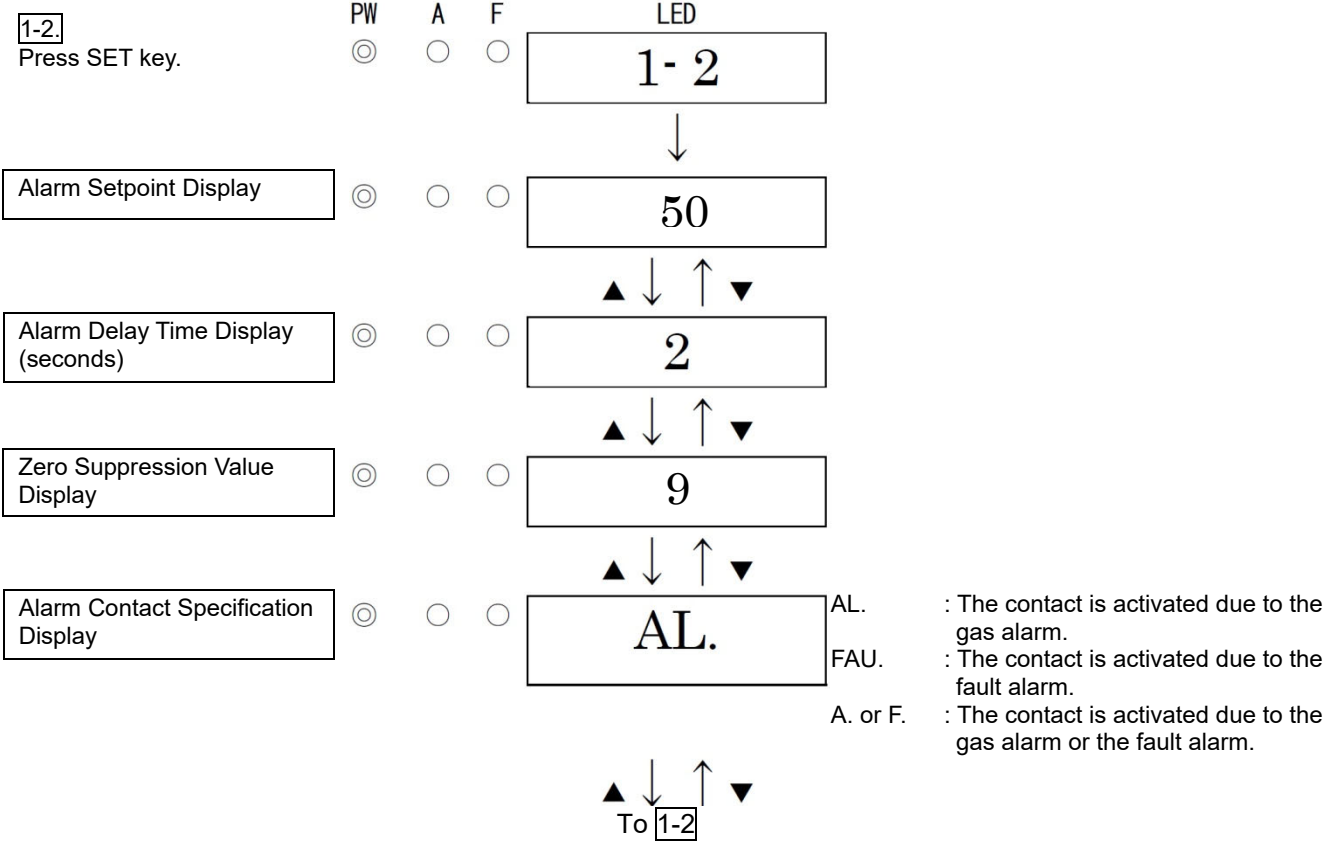 PW A F LED
1-2.
Press SET key.
1- 2
Alarm Setpoint Display
50
▲ ↓ ↑ ▼
Alarm Delay Time Display
(seconds)
2
▲ ↓ ↑ ▼
Zero Suppression Value
Display
9
▲ ↓ ↑ ▼
Alarm Contact Specification
Display
AL.
AL. : The contact is activated due to the
gas alarm.
FAU. : The contact is activated due to the
fault alarm.
A. or F. : The contact is activated due to the
gas alarm or the fault alarm.
▲ ↓ ↑ ▼
To 1-2